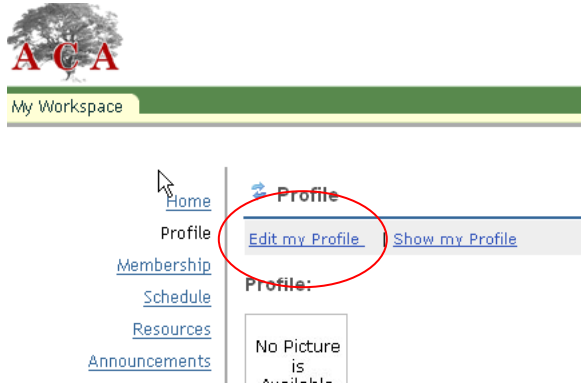 ACA
My Workspace
Home
Profile
Membership
Schedule
Resources
Announcements
Profile
Edit my Profile | Show my Profile
Profile:
No Picture
is
Available